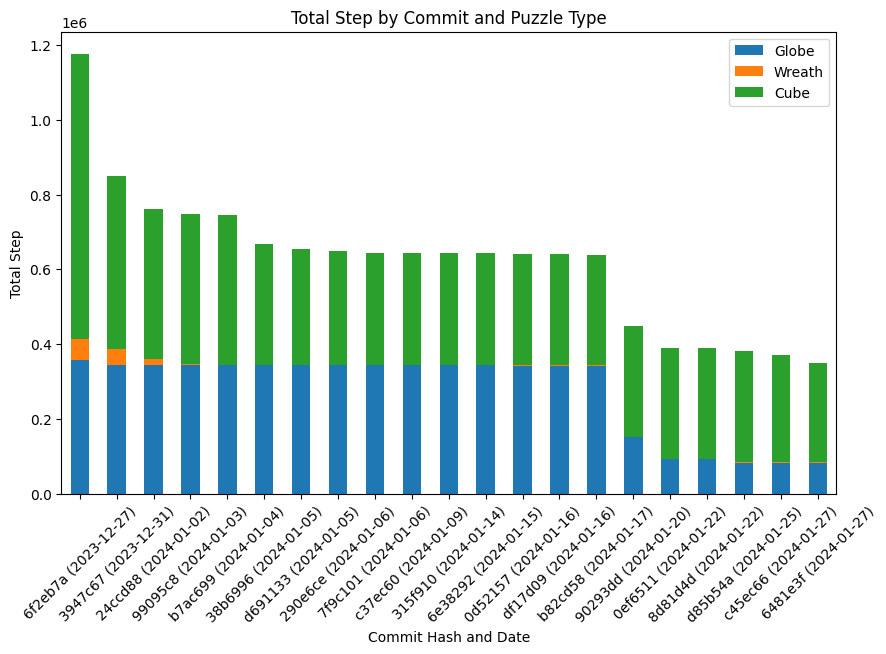 Total Step by Commit and Puzzle Type
1e6
1.2
1.0
0.8
0.6
0.4
0.2
0.0
Total Step
Globe
Wreath
Cube
6f2eb7a (2023-12-27)
3947c67 (2023-12-31)
24ccd88 (2024-01-02)
99095c8 (2024-01-03)
b7ac699 (2024-01-04)
38b6996 (2024-01-05)
d691133 (2024-01-05)
290e6ce (2024-01-06)
7f9c101 (2024-01-06)
c37ec60 (2024-01-09)
315f910 (2024-01-14)
6e38292 (2024-01-15)
0d52157 (2024-01-16)
df17d09 (2024-01-16)
b82cd58 (2024-01-17)
90293dd (2024-01-20)
0ef6511 (2024-01-22)
8d81d4d (2024-01-22)
d85b54a (2024-01-25)
c45ec66 (2024-01-27)
6481e3f (2024-01-27)
Commit Hash and Date